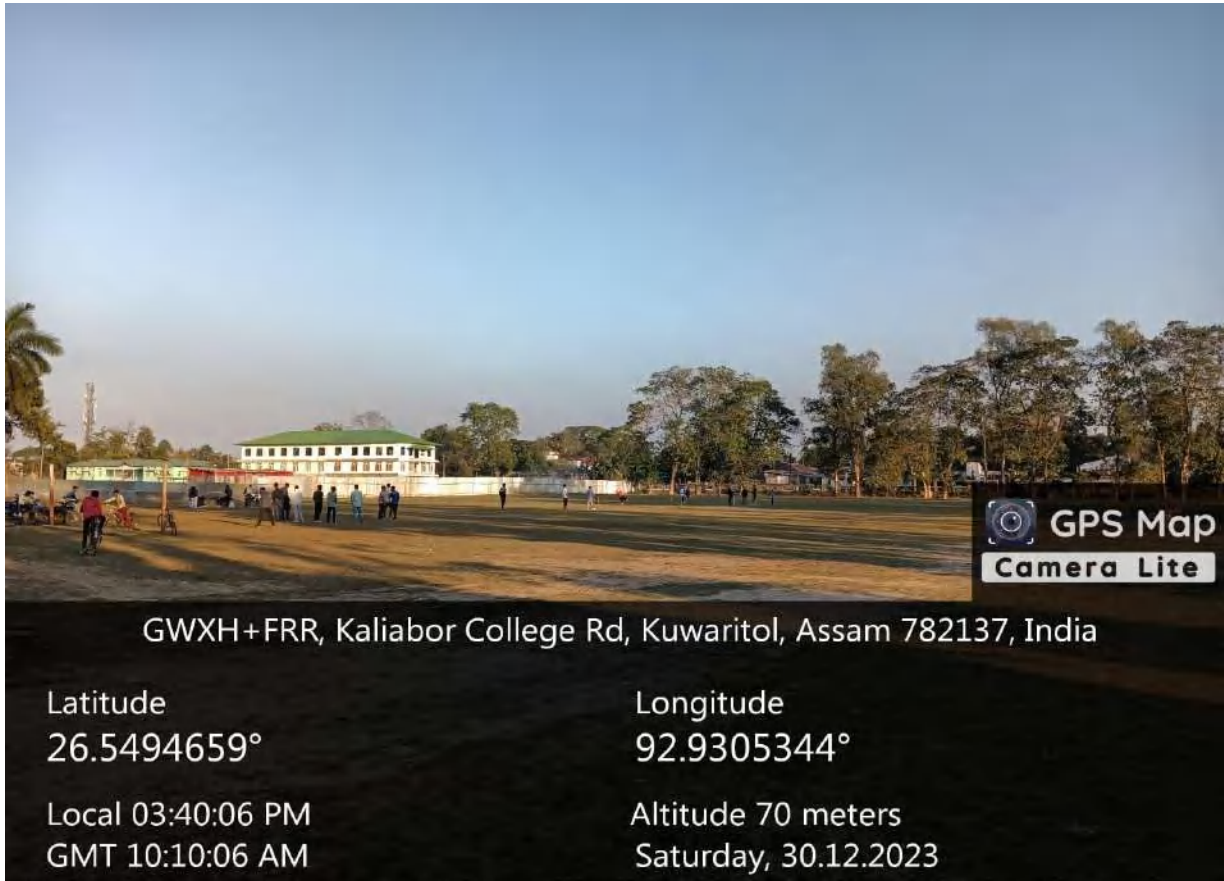 GPS Map
Camera Lite
GWXH+FRR, Kaliabor College Rd, Kuwaritol, Assam 782137, India
Latitude
26.5494659°
Longitude
92.9305344°
Local 03:40:06 PM
GMT 10:10:06 AM
Altitude 70 meters
Saturday, 30.12.2023